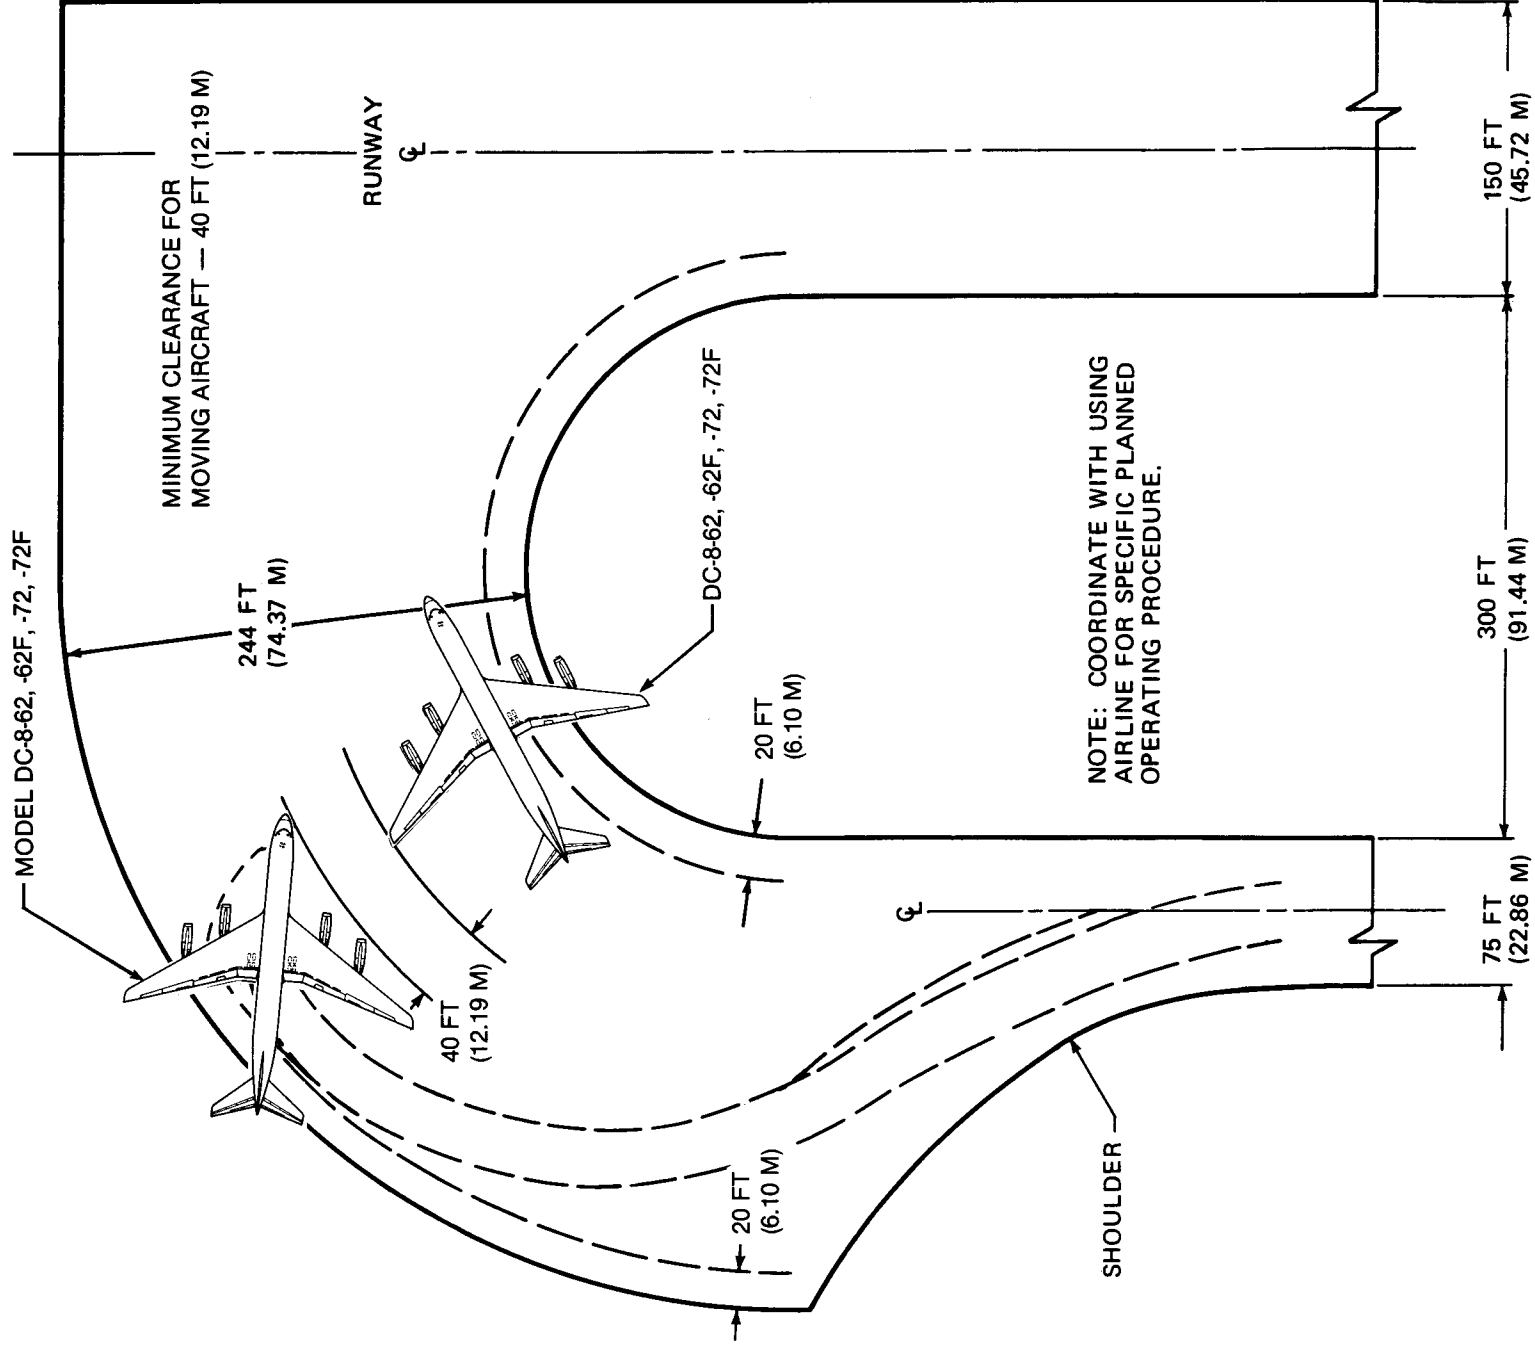 MODEL DC-8-62, -62F, -72, -72F
MINIMUM CLEARANCE FOR
MOVING AIRCRAFT — 40 FT (12.19 M)
244 FT
(74.37 M)
RUNWAY
℄
40 FT
(12.19 M)
DC-8-62, -62F, -72, -72F
20 FT
(6.10 M)
20 FT
(6.10 M)
℄
NOTE: COORDINATE WITH USING
AIRLINE FOR SPECIFIC PLANNED
OPERATING PROCEDURE.
SHOULDER
75 FT
(22.86 M)
300 FT
(91.44 M)
150 FT
(45.72 M)